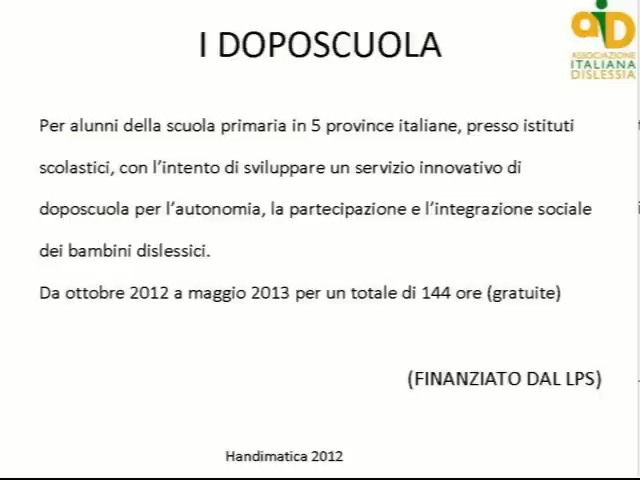 I DOPOSCUOLA
AID
ASSOCIAZIONE
ITALIANA
DISLESSIA
Per alunni della scuola primaria in 5 province italiane, presso istituti
scolastici, con l'intento di sviluppare un servizio innovativo di
doposcuola per l'autonomia, la partecipazione e l'integrazione sociale
dei bambini dislessici.
Da ottobre 2012 a maggio 2013 per un totale di 144 ore (gratuite)
(FINANZIATO DAL LPS)
Handimatica 2012